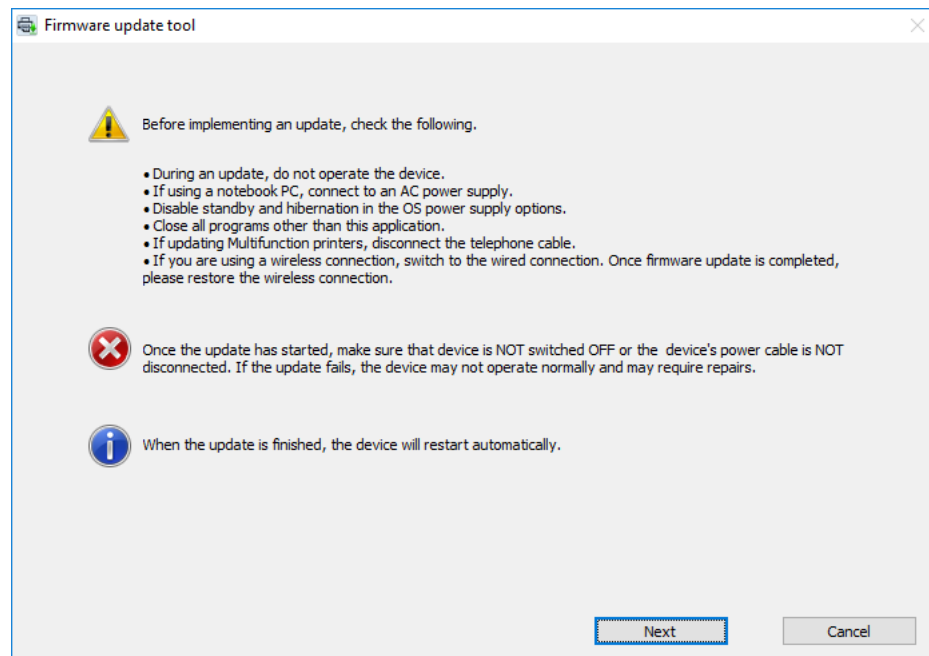 Firmware update tool
Before implementing an update, check the following.
• During an update, do not operate the device.
• If using a notebook PC, connect to an AC power supply.
• Disable standby and hibernation in the OS power supply options.
• Close all programs other than this application.
• If updating Multifunction printers, disconnect the telephone cable.
• If you are using a wireless connection, switch to the wired connection. Once firmware update is completed,
please restore the wireless connection.
Once the update has started, make sure that device is NOT switched OFF or the  device's power cable is NOT
disconnected. If the update fails, the device may not operate normally and may require repairs.
When the update is finished, the device will restart automatically.
Next
Cancel